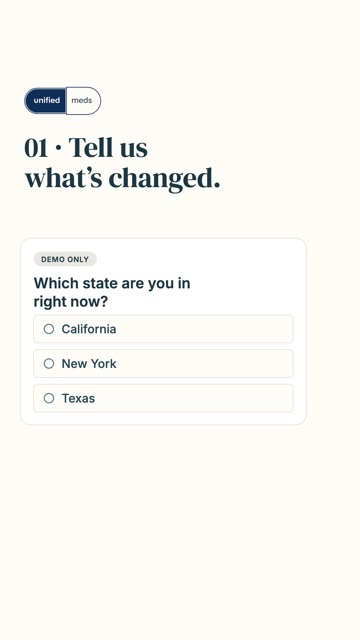 unified meds
01 · Tell us
what’s changed.
DEMO ONLY
Which state are you in
right now?
California
New York
Texas